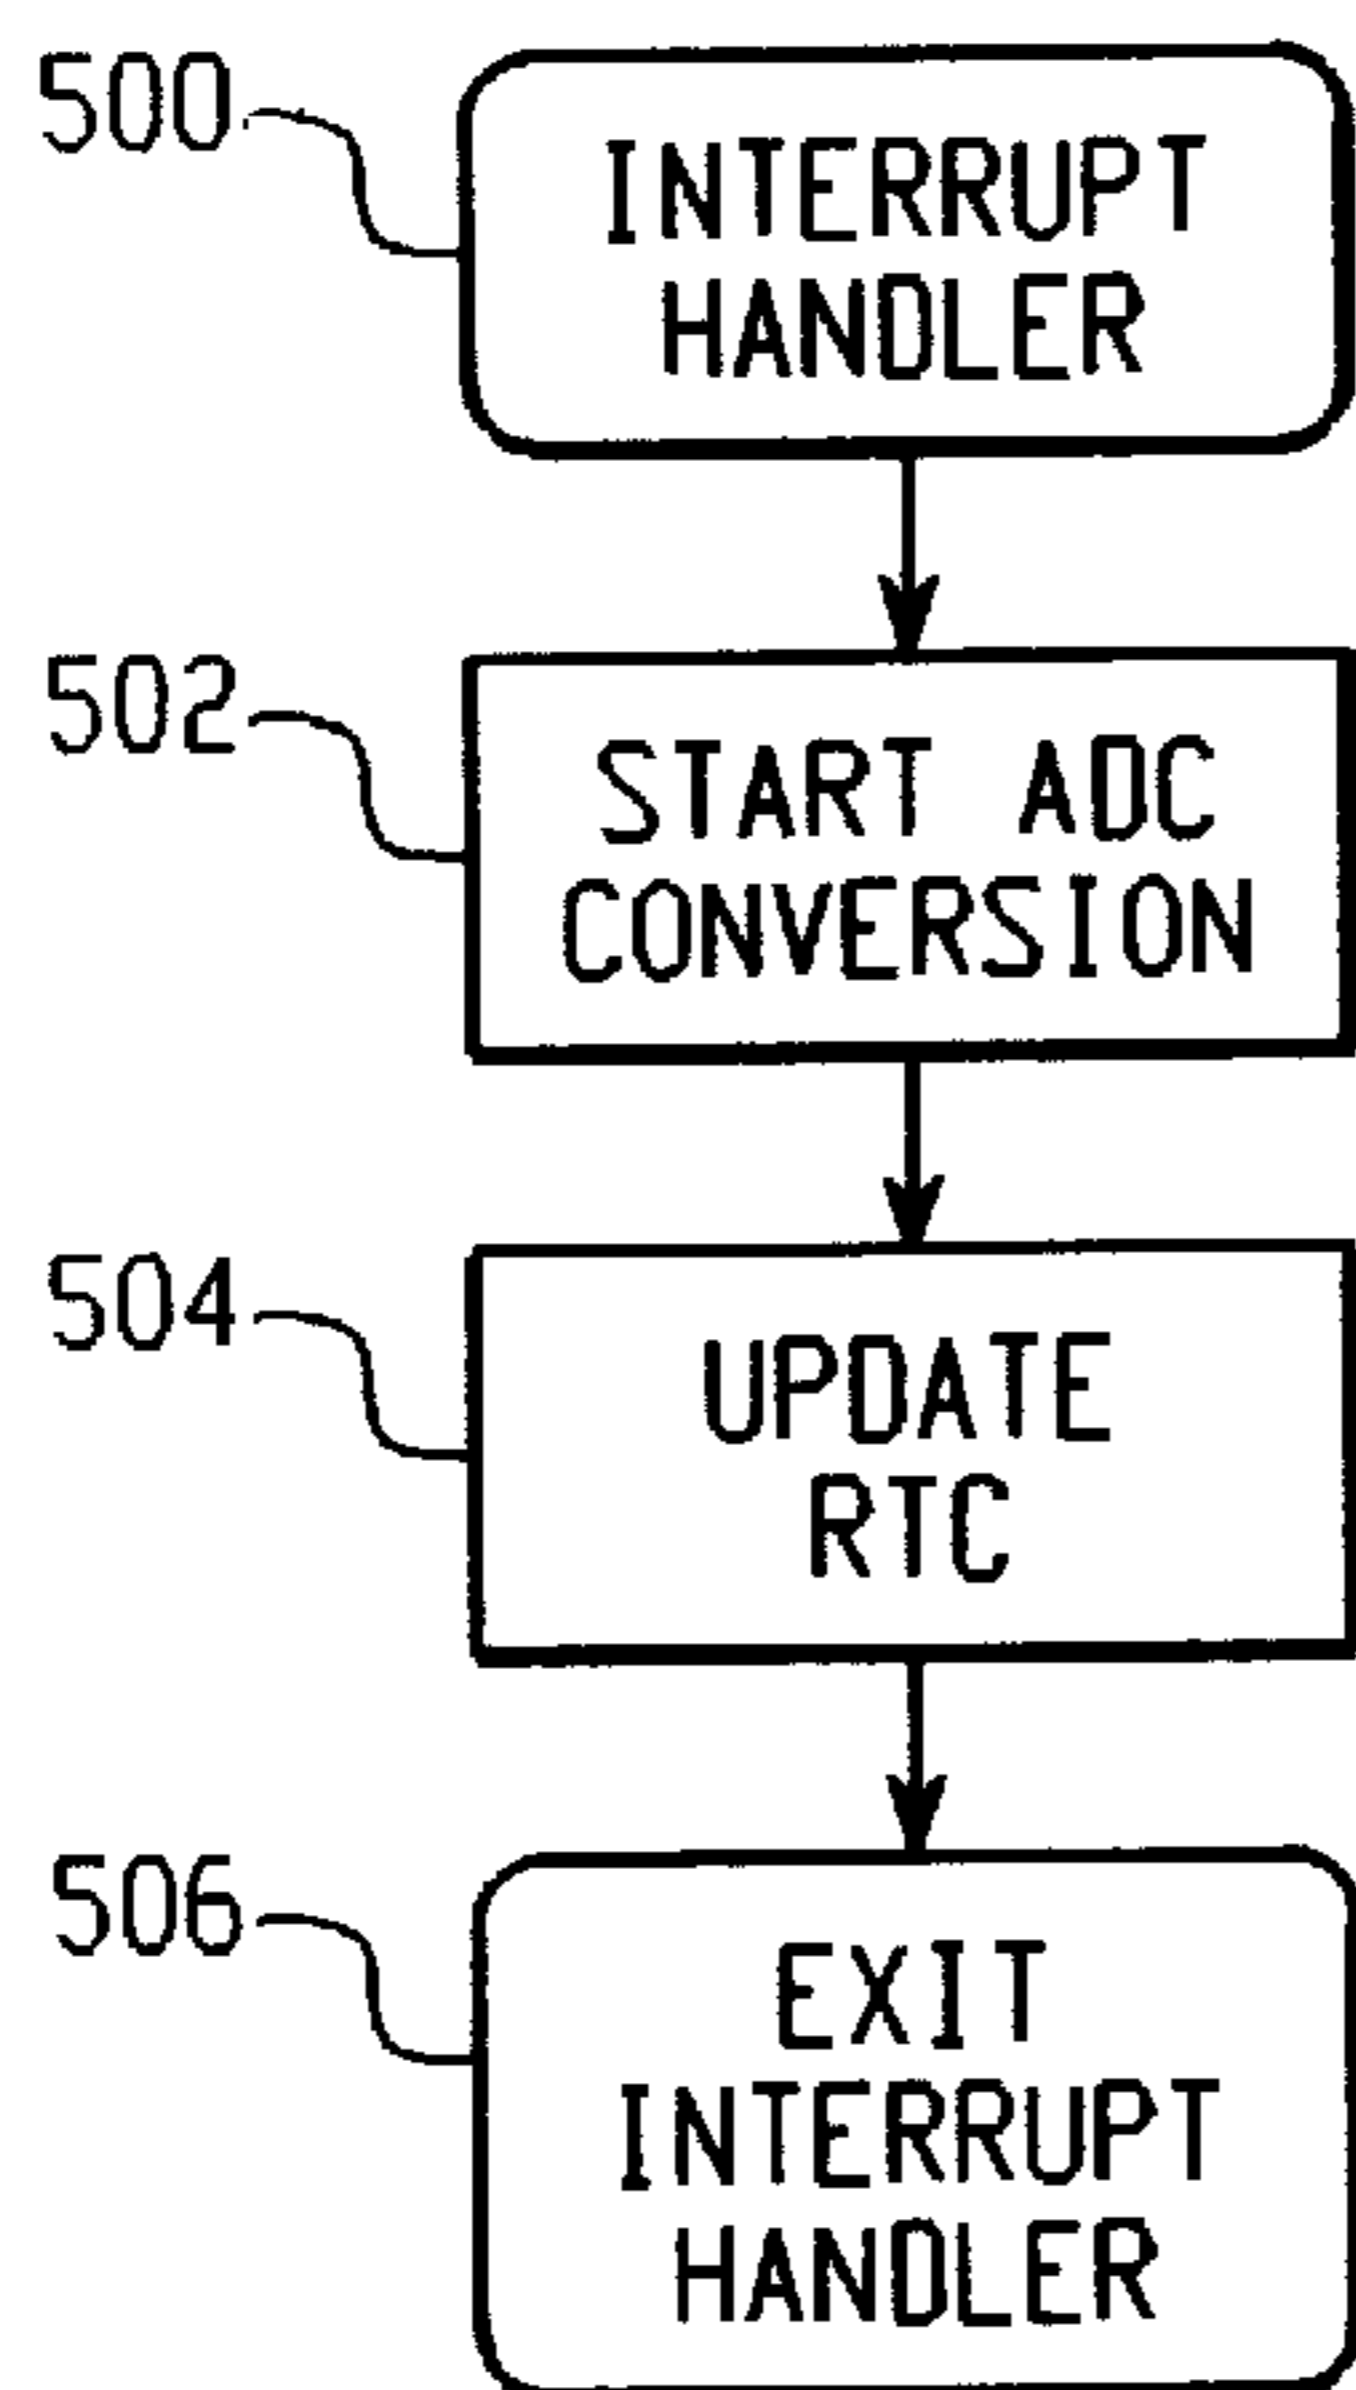 500
INTERRUPT
HANDLER
502
START ADC
CONVERSION
504
UPDATE
RTC
506
EXIT
INTERRUPT
HANDLER